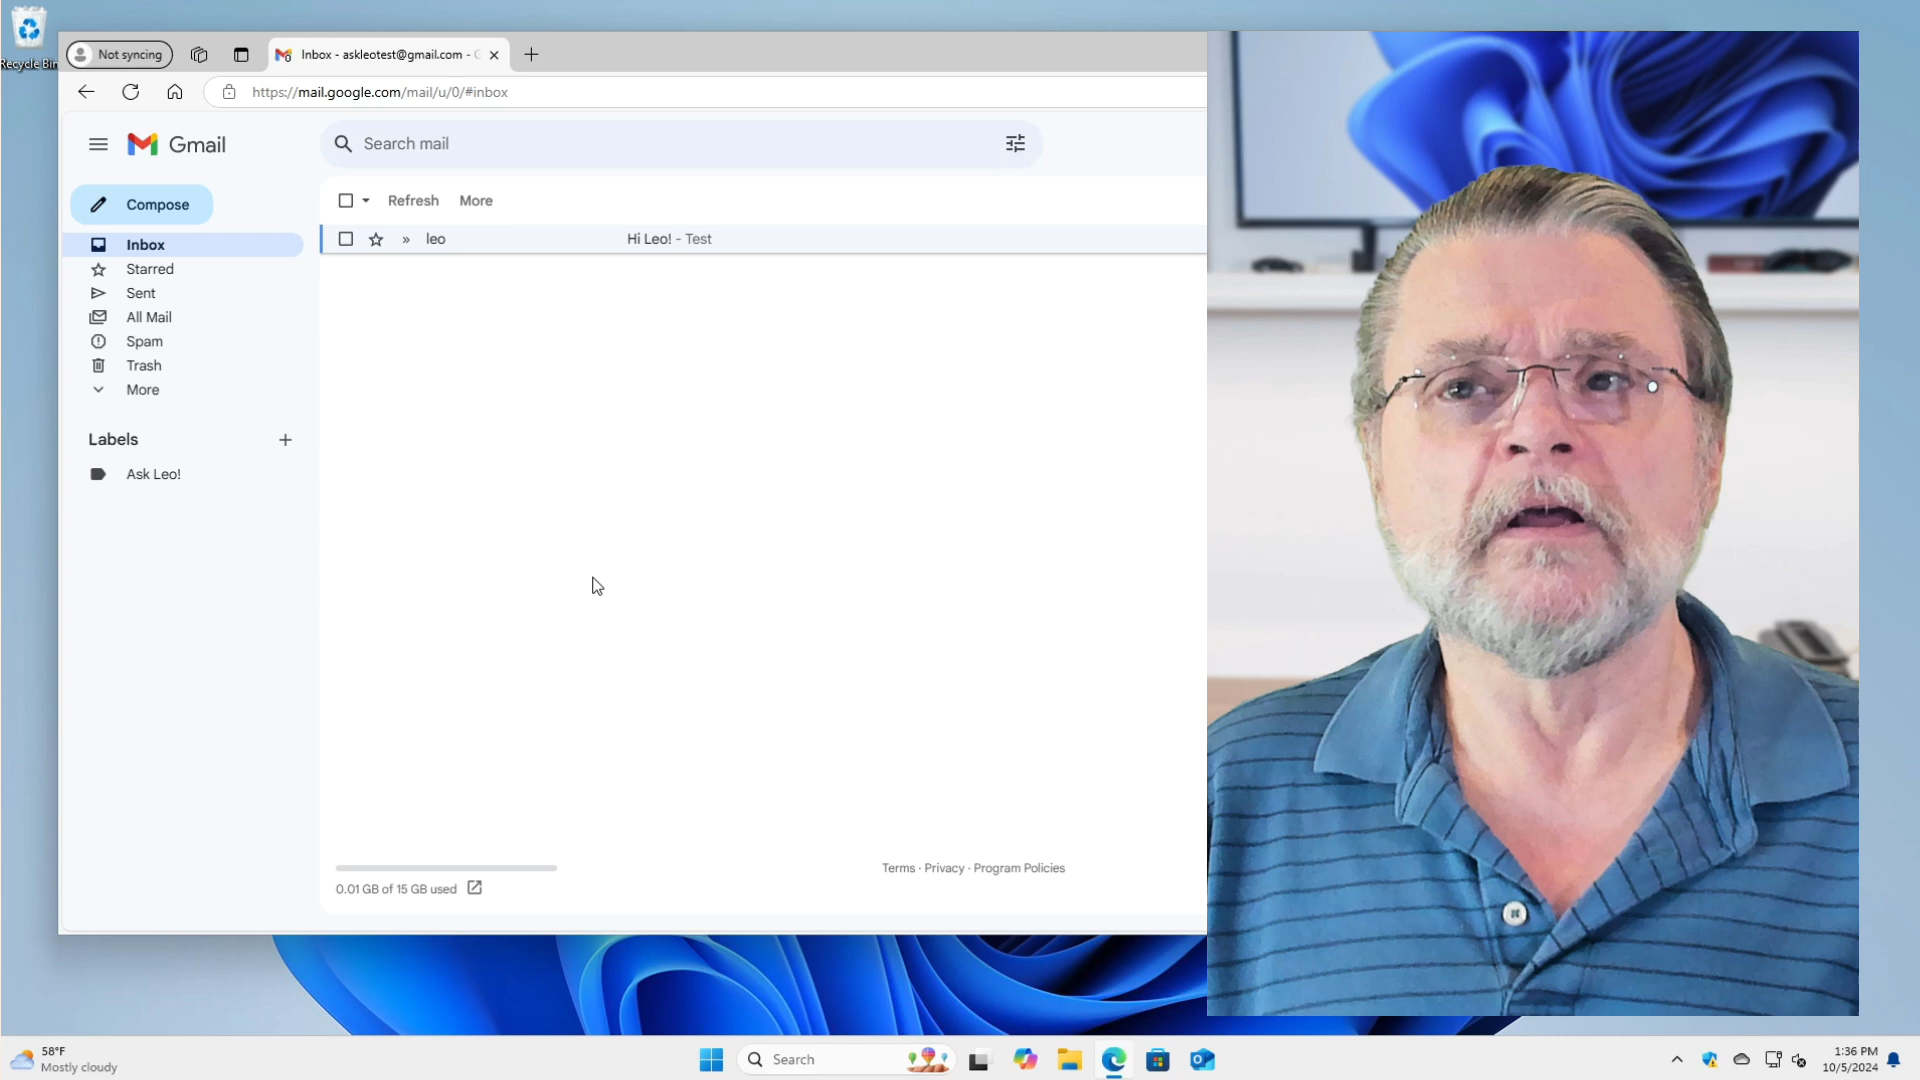 Recycle Bin
Not syncing
Inbox - askleotest@gmail.com - G
https://mail.google.com/mail/u/0/#inbox
Gmail
Search mail
Compose
Refresh More
Inbox
leo Hi Leo! - Test
Starred
Sent
All Mail
Spam
Trash
More
Labels
Ask Leo!
Terms · Privacy · Program Policies
0.01 GB of 15 GB used
58°F
Mostly cloudy
Search
1:36 PM
10/5/2024